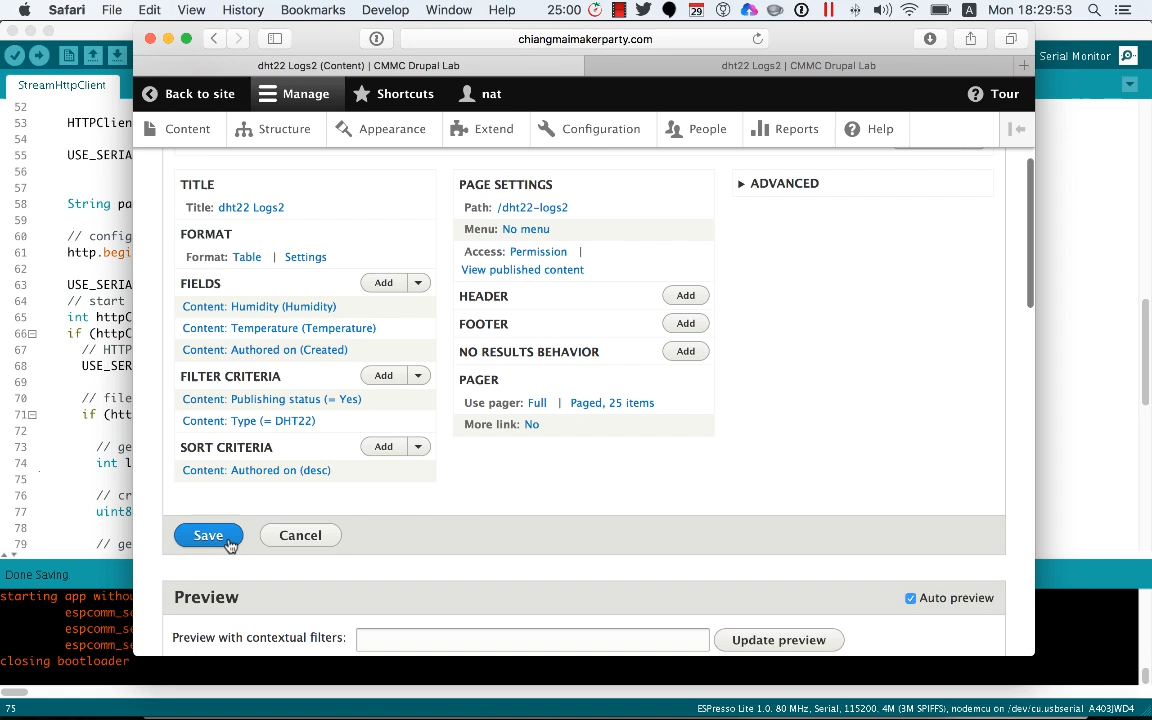 Safari File Edit View History Bookmarks Develop Window Help 25:00 29 A Mon 18:29:53
chiangmaimakerparty.com
Serial Monitor
dht22 Logs2 (Content) | CMMC Drupal Lab
dht22 Logs2 | CMMC Drupal Lab
StreamHttpClient
Back to site Manage Shortcuts nat Tour
Content Structure Appearance Extend Configuration People Reports Help
52
53 HTTPClien
54
55 USE_SERIA
56
57
58 String pa
59
60 // config
61 http.begi
62
63 USE_SERIA
64 // start
65 int httpC
66 if (httpC
67 // HTTP
68 USE_SER
69
70 // file
71 if (htt
72
73 // ge
74 int l
75
76 // cr
77 uint8
78
79 // ge
TITLE
Title: dht22 Logs2
FORMAT
Format: Table | Settings
FIELDS Add
Content: Humidity (Humidity)
Content: Temperature (Temperature)
Content: Authored on (Created)
FILTER CRITERIA Add
Content: Publishing status (= Yes)
Content: Type (= DHT22)
SORT CRITERIA Add
Content: Authored on (desc)
PAGE SETTINGS
Path: /dht22-logs2
Menu: No menu
Access: Permission |
View published content
HEADER Add
FOOTER Add
NO RESULTS BEHAVIOR Add
PAGER
Use pager: Full | Paged, 25 items
More link: No
ADVANCED
Save Cancel
Preview
Auto preview
Preview with contextual filters: Update preview
Done Saving.
starting app withou
espcomm_se
espcomm_se
espcomm_se
closing bootloader
75
ESPresso Lite 1.0, 80 MHz, Serial, 115200, 4M (3M SPIFFS), nodemcu on /dev/cu.usbserial_A403JWD4